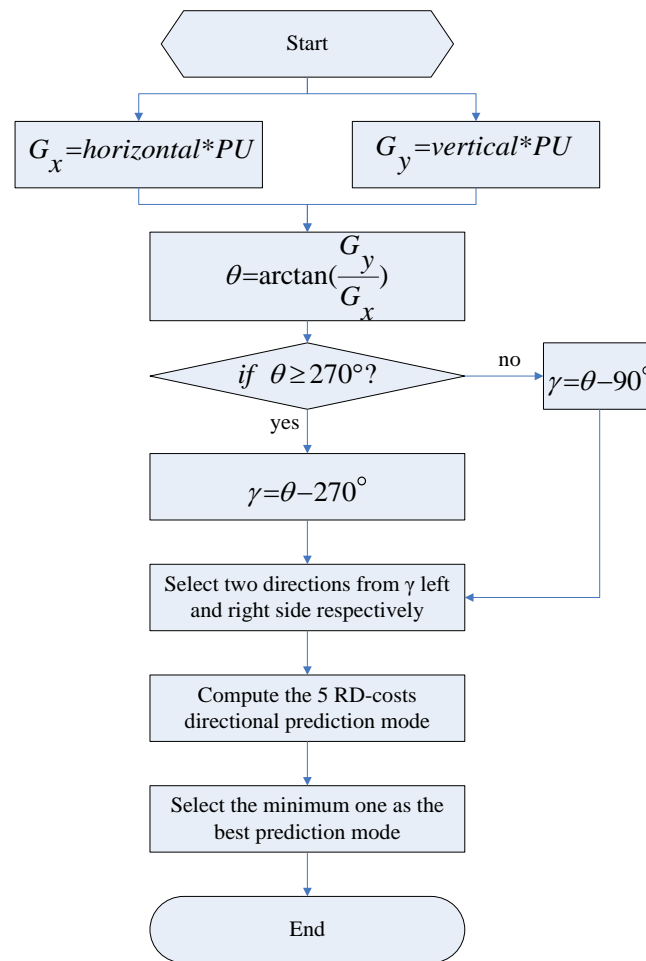 Start
G_x=horizontal*PU
G_y=vertical*PU
θ=arctan(G_y/G_x)
if θ≥270°?
no
γ=θ−90°
yes
γ=θ−270°
Select two directions from γ left
and right side respectively
Compute the 5 RD-costs
directional prediction mode
Select the minimum one as the
best prediction mode
End